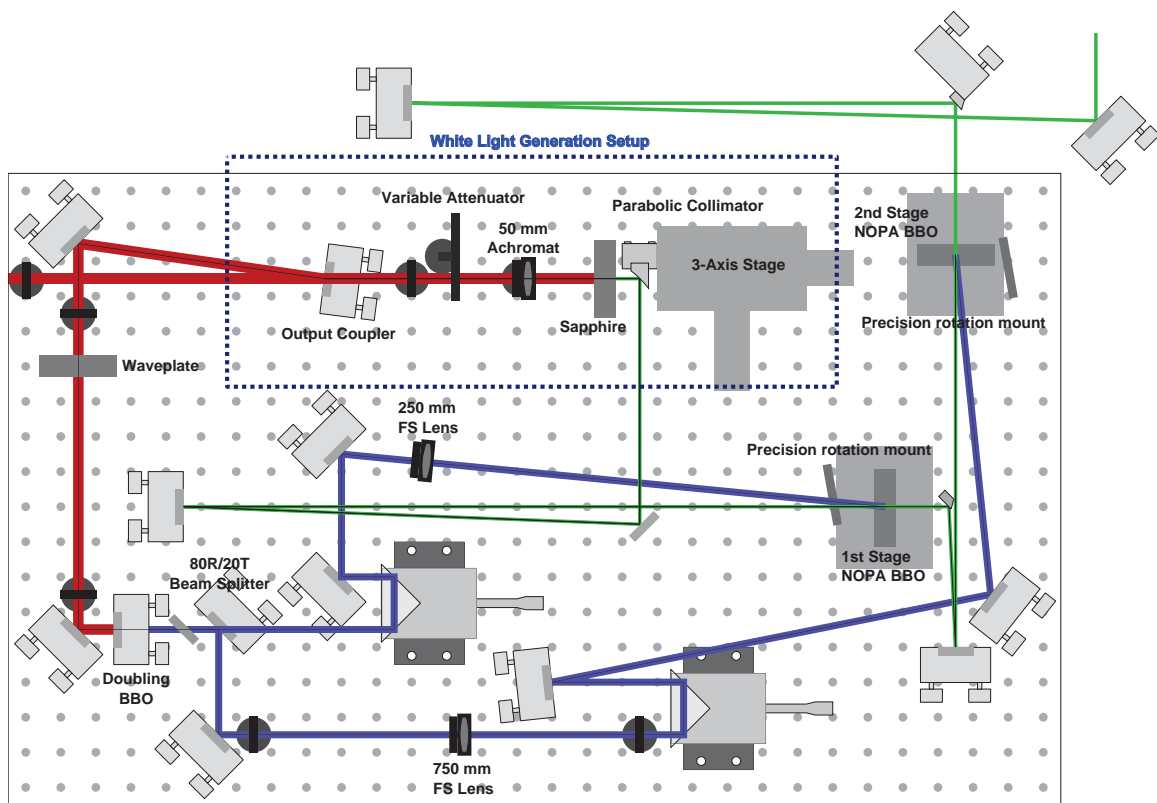 White Light Generation Setup
Variable Attenuator
50 mm
Achromat
Parabolic Collimator
2nd Stage
NOPA BBO
3-Axis Stage
Sapphire
Output Coupler
Precision rotation mount
Waveplate
250 mm
FS Lens
Precision rotation mount
1st Stage
NOPA BBO
80R/20T
Beam Splitter
Doubling
BBO
750 mm
FS Lens